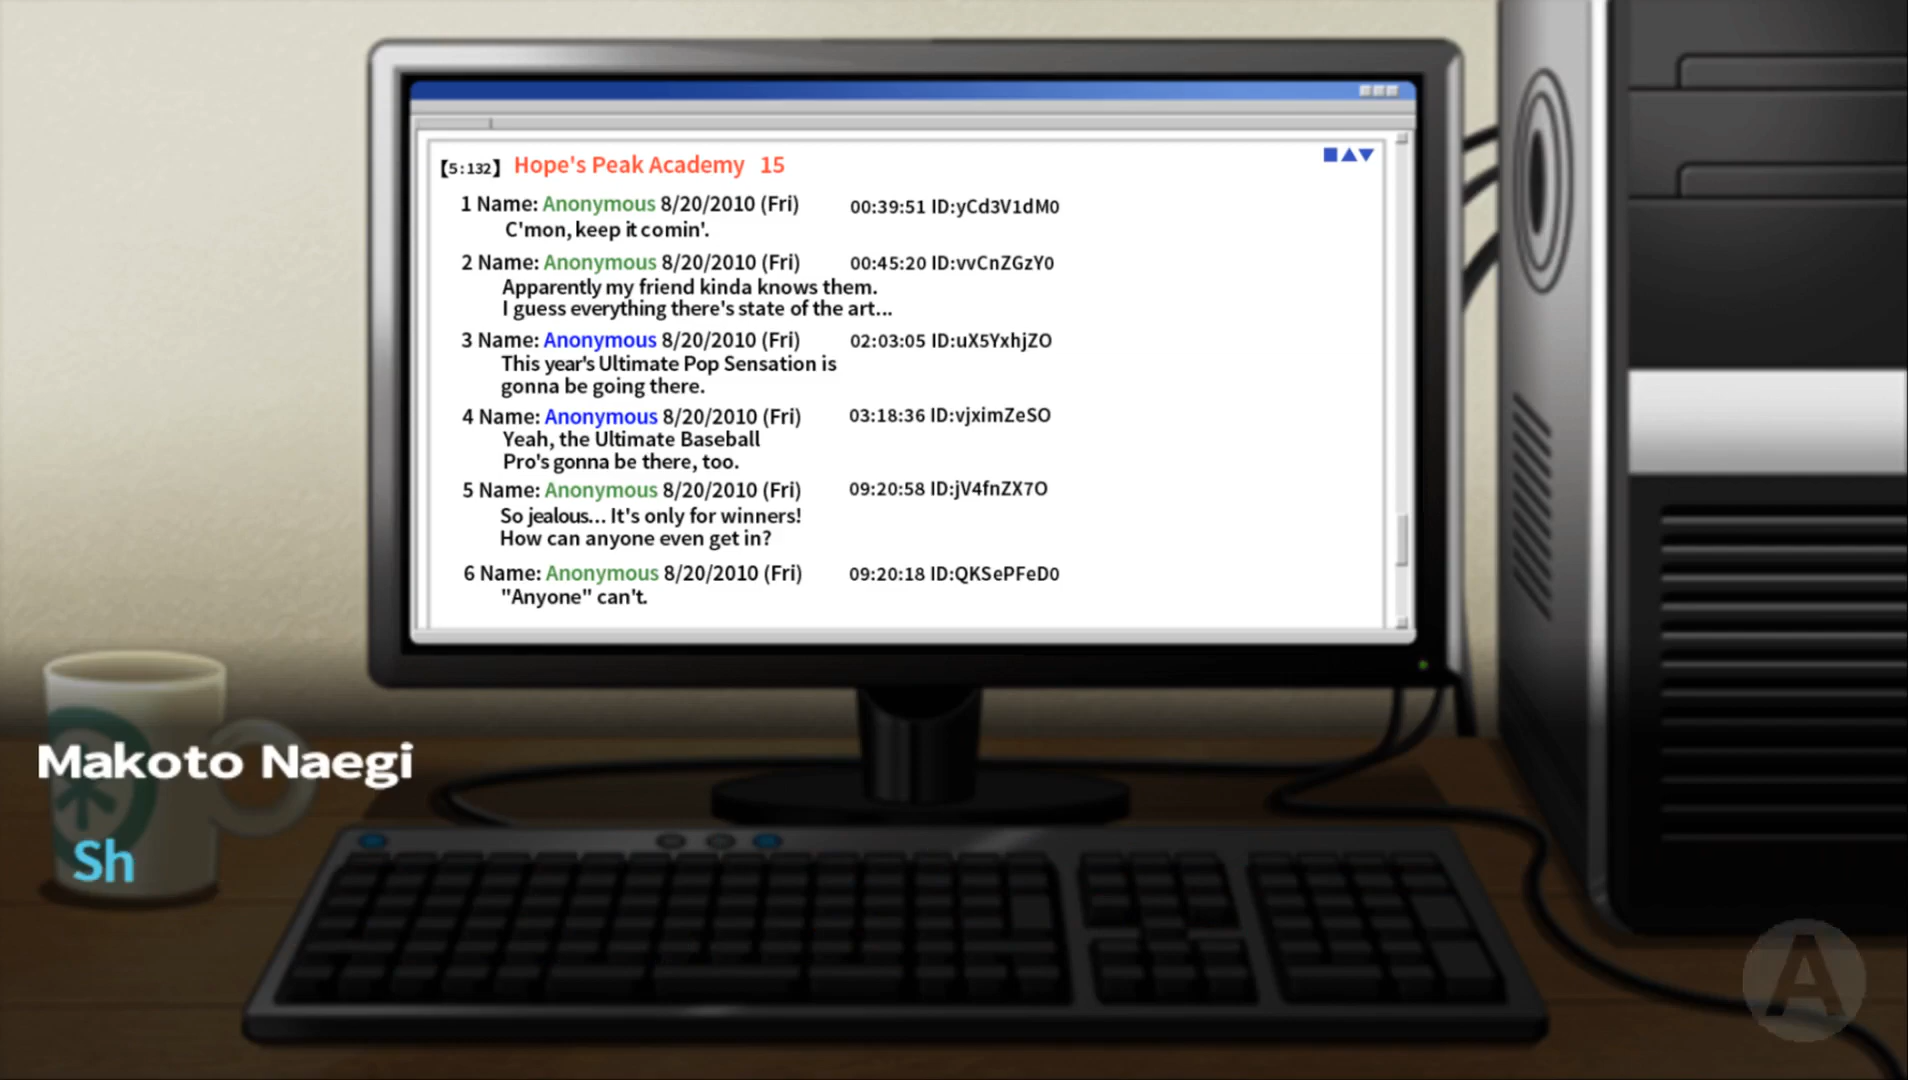 【5:132】 Hope's Peak Academy 15
1 Name: Anonymous 8/20/2010 (Fri) 00:39:51 ID:yCd3V1dM0
C'mon, keep it comin'.
2 Name: Anonymous 8/20/2010 (Fri) 00:45:20 ID:vvCnZGzY0
Apparently my friend kinda knows them.
I guess everything there's state of the art...
3 Name: Anonymous 8/20/2010 (Fri) 02:03:05 ID:uX5YxhjZO
This year's Ultimate Pop Sensation is
gonna be going there.
4 Name: Anonymous 8/20/2010 (Fri) 03:18:36 ID:vjximZeSO
Yeah, the Ultimate Baseball
Pro's gonna be there, too.
5 Name: Anonymous 8/20/2010 (Fri) 09:20:58 ID:jV4fnZX7O
So jealous... It's only for winners!
How can anyone even get in?
6 Name: Anonymous 8/20/2010 (Fri) 09:20:18 ID:QKSePFeD0
"Anyone" can't.
Makoto Naegi
Sh
A